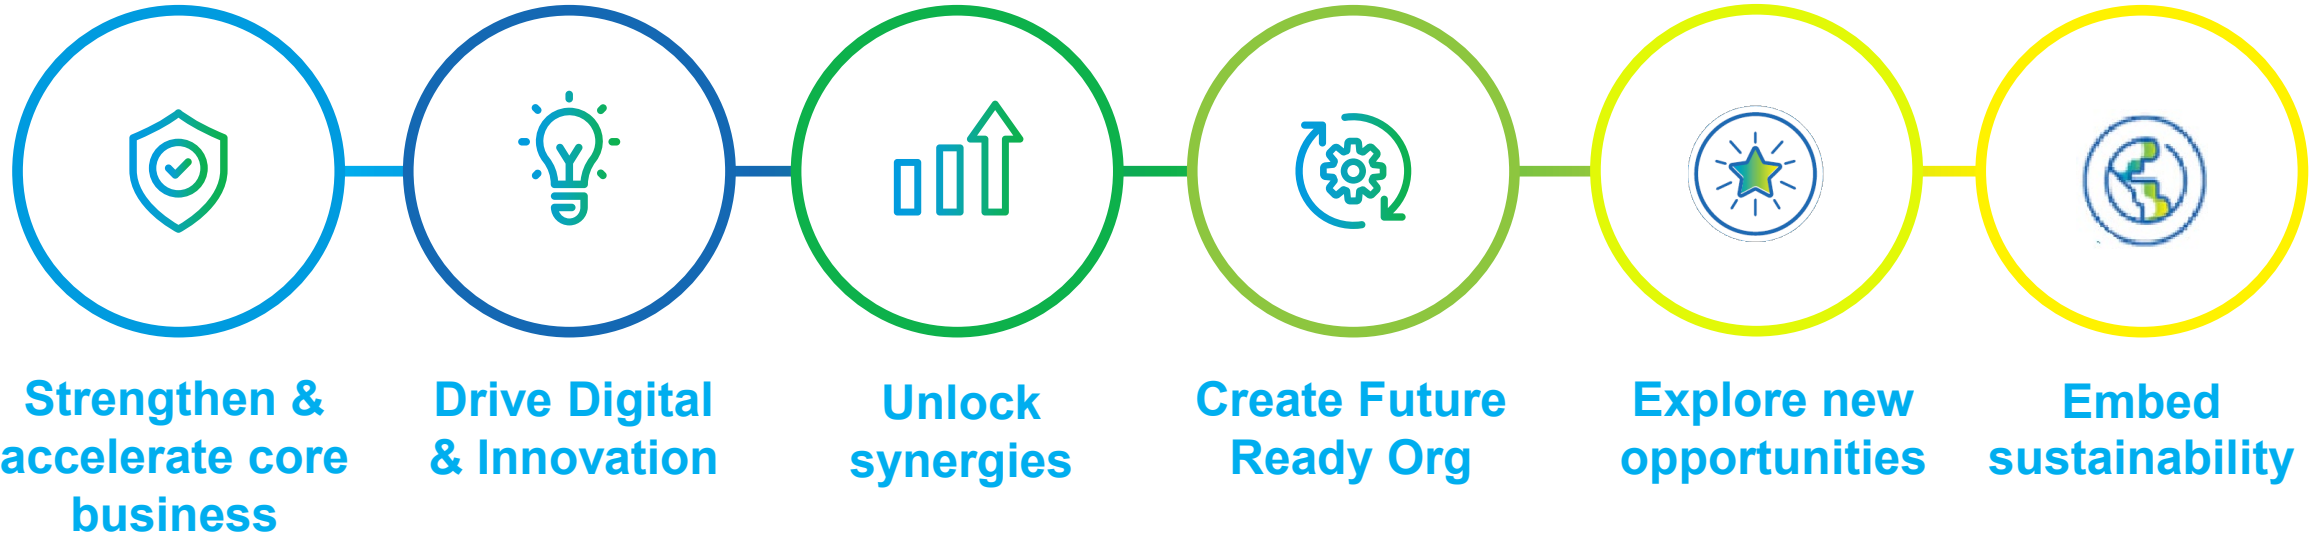 Strengthen &
accelerate core
business
Drive Digital
& Innovation
Unlock
synergies
Create Future
Ready Org
Explore new
opportunities
Embed
sustainability